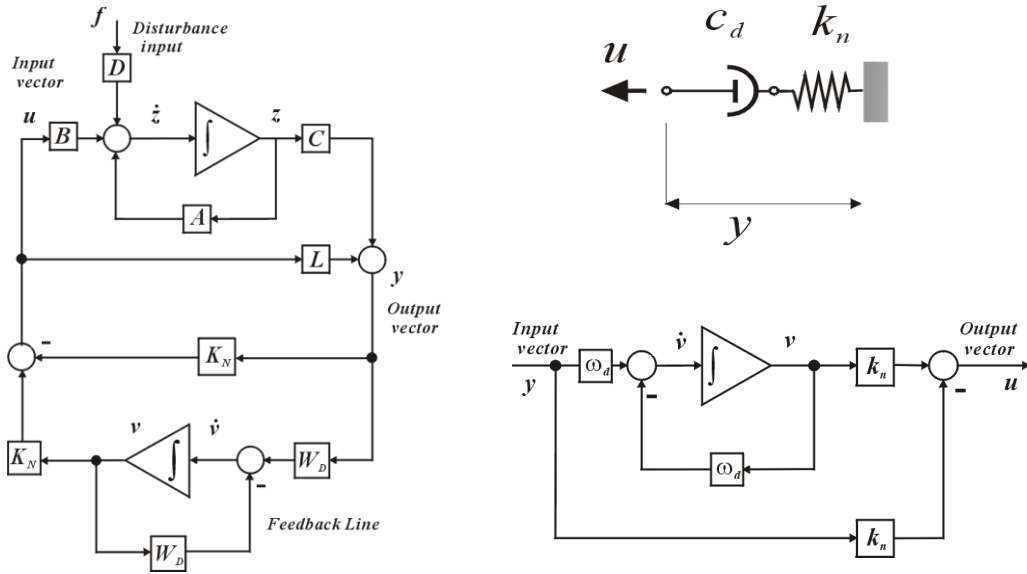 f
Disturbance
input
D
Input
vector
u
B
ż
∫
z
C
A
L
y
Output
vector
-
K_N
v
v̇
K_N
∫
W_D
-
W_D
Feedback Line
c_d
k_n
u
y
Input
vector
y
ω_d
v̇
∫
v
k_n
Output
vector
u
-
-
ω_d
k_n